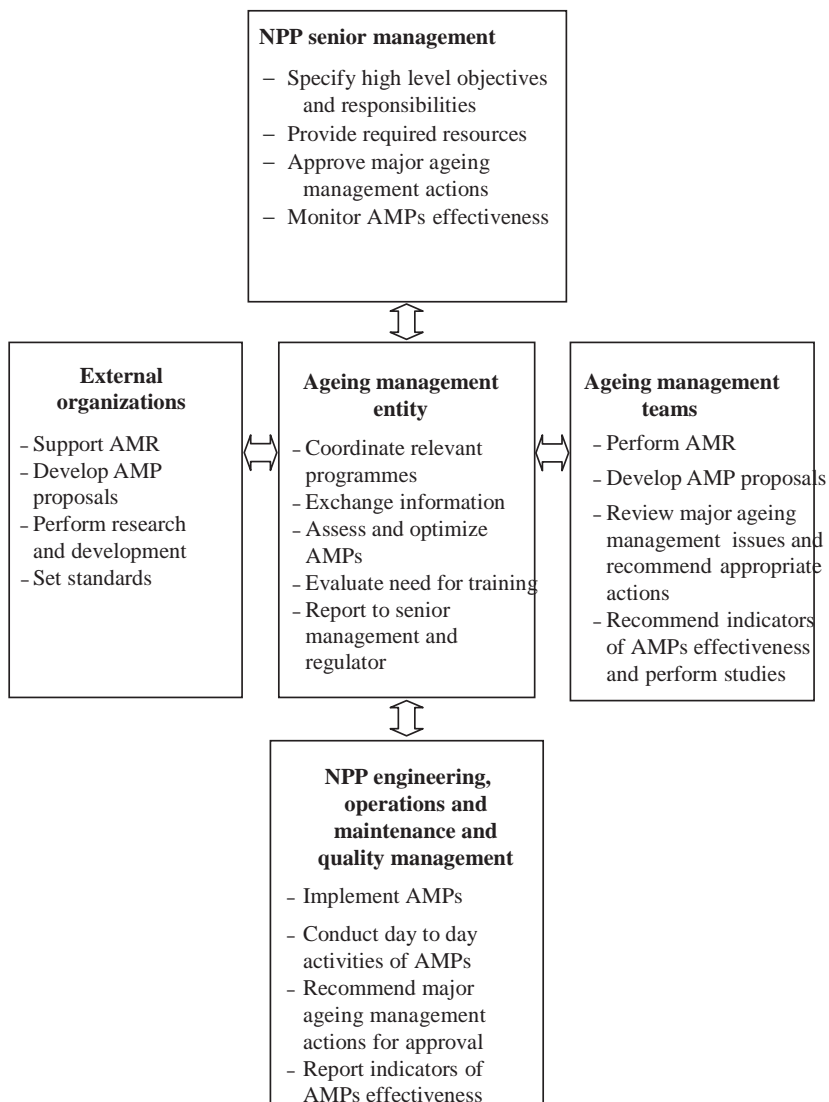 NPP senior management
– Specify high level objectives
and responsibilities
– Provide required resources
– Approve major ageing
management actions
– Monitor AMPs effectiveness
External
organizations
– Support AMR
– Develop AMP
proposals
– Perform research
and development
– Set standards
Ageing management
entity
– Coordinate relevant
programmes
– Exchange information
– Assess and optimize
AMPs
– Evaluate need for training
– Report to senior
management and
regulator
Ageing management
teams
– Perform AMR
– Develop AMP proposals
– Review major ageing
management issues and
recommend appropriate
actions
– Recommend indicators
of AMPs effectiveness
and perform studies
NPP engineering,
operations and
maintenance and
quality management
– Implement AMPs
– Conduct day to day
activities of AMPs
– Recommend major
ageing management
actions for approval
– Report indicators of
AMPs effectiveness